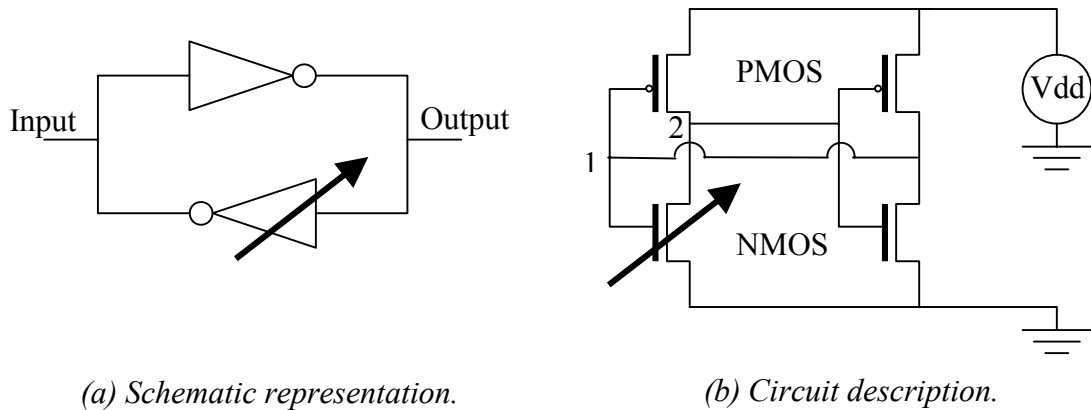 Input
Output
(a) Schematic representation.
PMOS
Vdd
2
1
NMOS
(b) Circuit description.